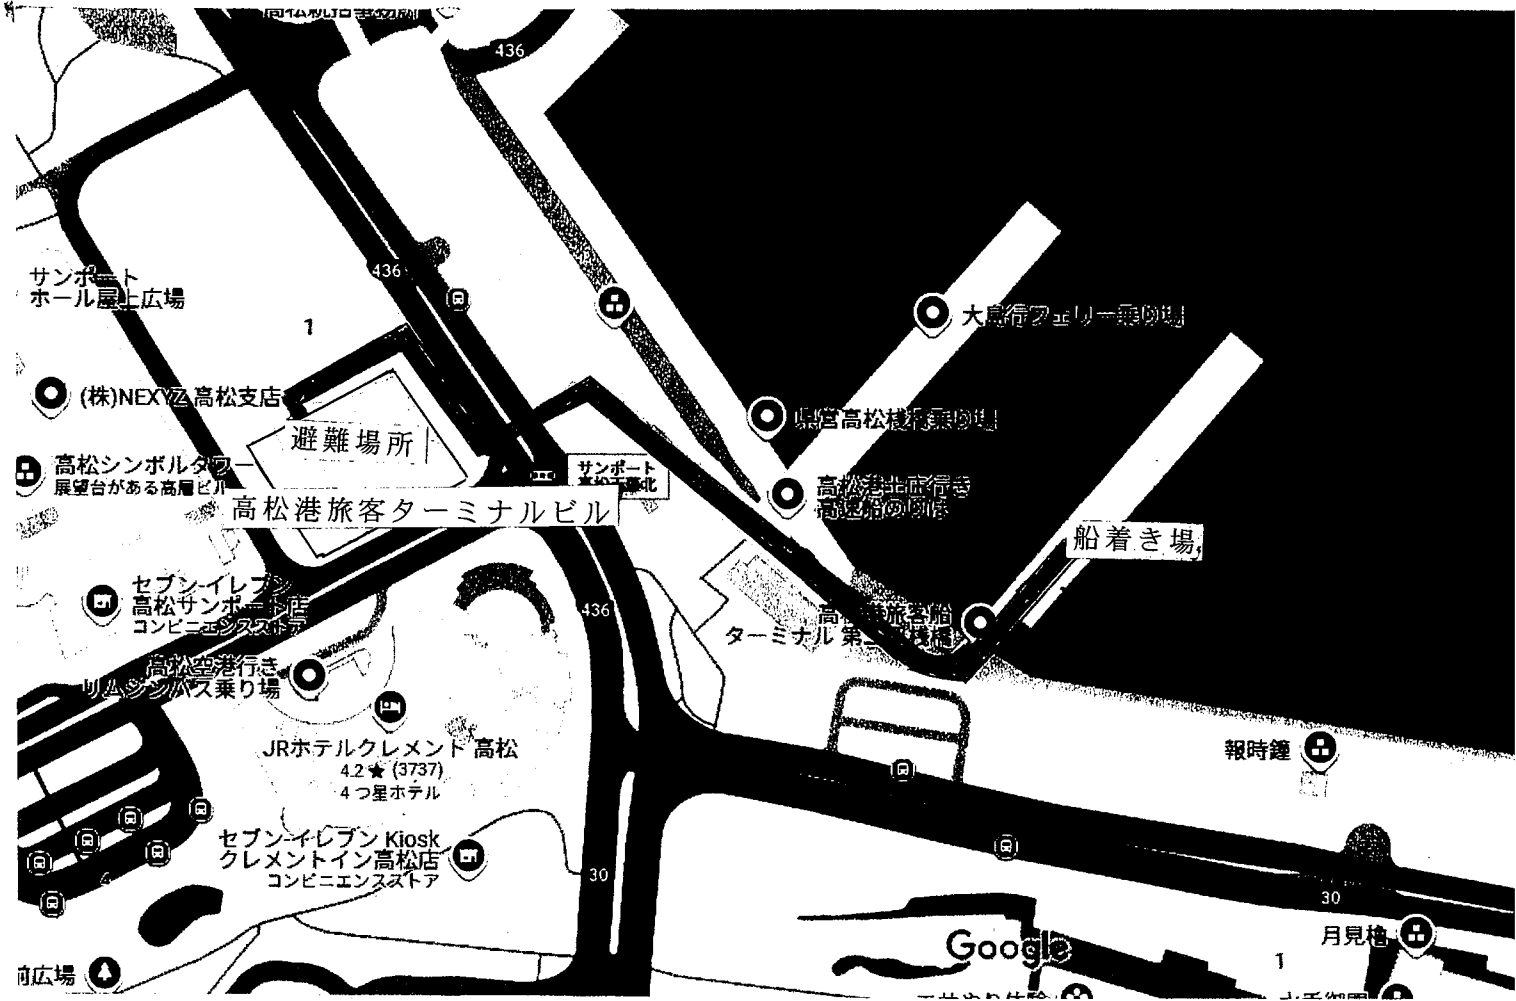 436
サンポート
ホール屋上広場
436
1
大島行フェリー乗り場
(株)NEXYZ 高松支店
県営高松桟橋乗り場
避難場所
高松シンボルタワー
展望台がある高層ビル
サンポート
高松港旅客ターミナルビル
高松港土庄行き
船着き場
セブン-イレブン
高松サンポート店
コンビニエンスストア
436
高松港旅客船
ターミナル 第
高松空港行き
リムジンバス乗り場
JRホテルクレメント 高松
4.2 ★ (3737)
4 つ星ホテル
報時鐘
セブン-イレブン Kiosk
クレメントイン高松店
コンビニエンスストア
4
30
30
月見櫓
Google
1
前広場